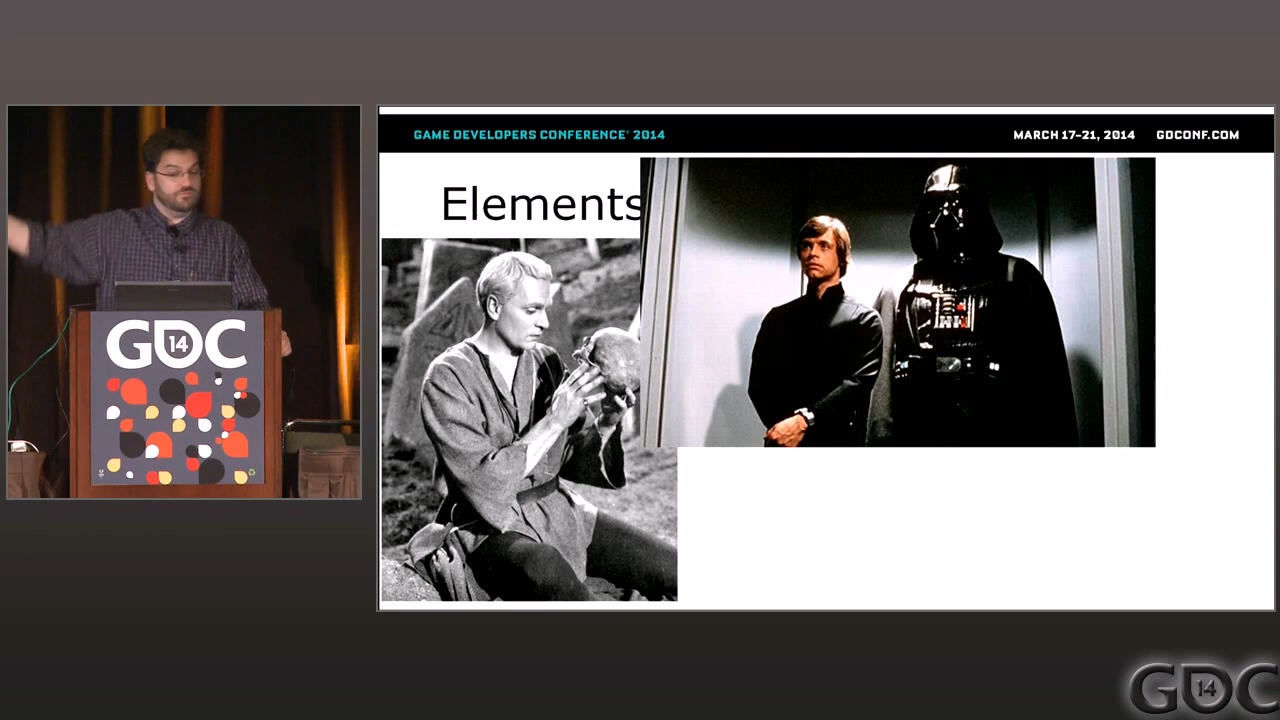 GAME DEVELOPERS CONFERENCE® 2014
MARCH 17-21, 2014 GDCONF.COM
Elements
GDC
14
GDC
14